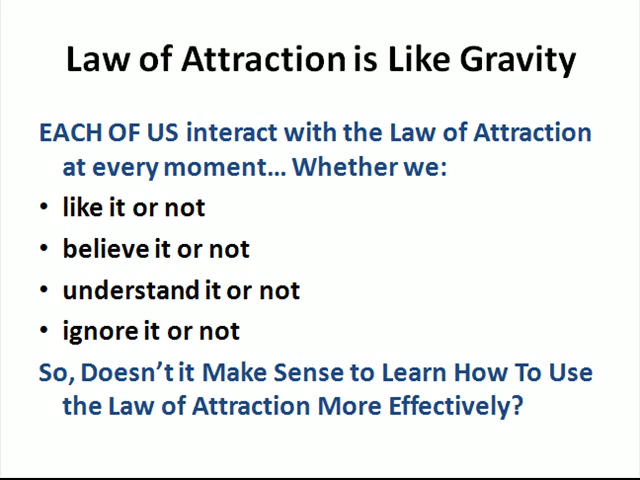 Law of Attraction is Like Gravity
EACH OF US interact with the Law of Attraction
at every moment... Whether we:
• like it or not
• believe it or not
• understand it or not
• ignore it or not
So, Doesn't it Make Sense to Learn How To Use
the Law of Attraction More Effectively?